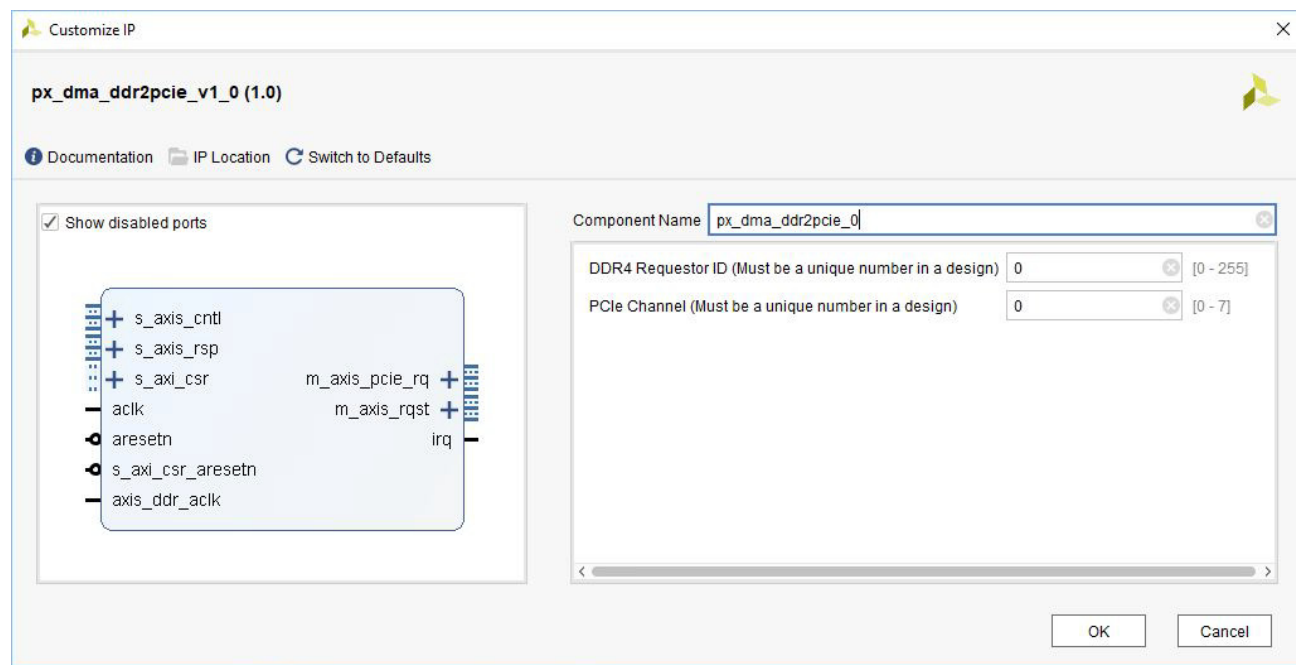 Customize IP
px_dma_ddr2pcie_v1_0 (1.0)
Documentation IP Location Switch to Defaults
Show disabled ports
s_axis_cntl
s_axis_rsp
s_axi_csr
aclk
aresetn
s_axi_csr_aresetn
axis_ddr_aclk
m_axis_pcie_rq
m_axis_rqst
irq
Component Name px_dma_ddr2pcie_0
DDR4 Requestor ID (Must be a unique number in a design) 0 [0 - 255]
PCIe Channel (Must be a unique number in a design) 0 [0 - 7]
OK Cancel